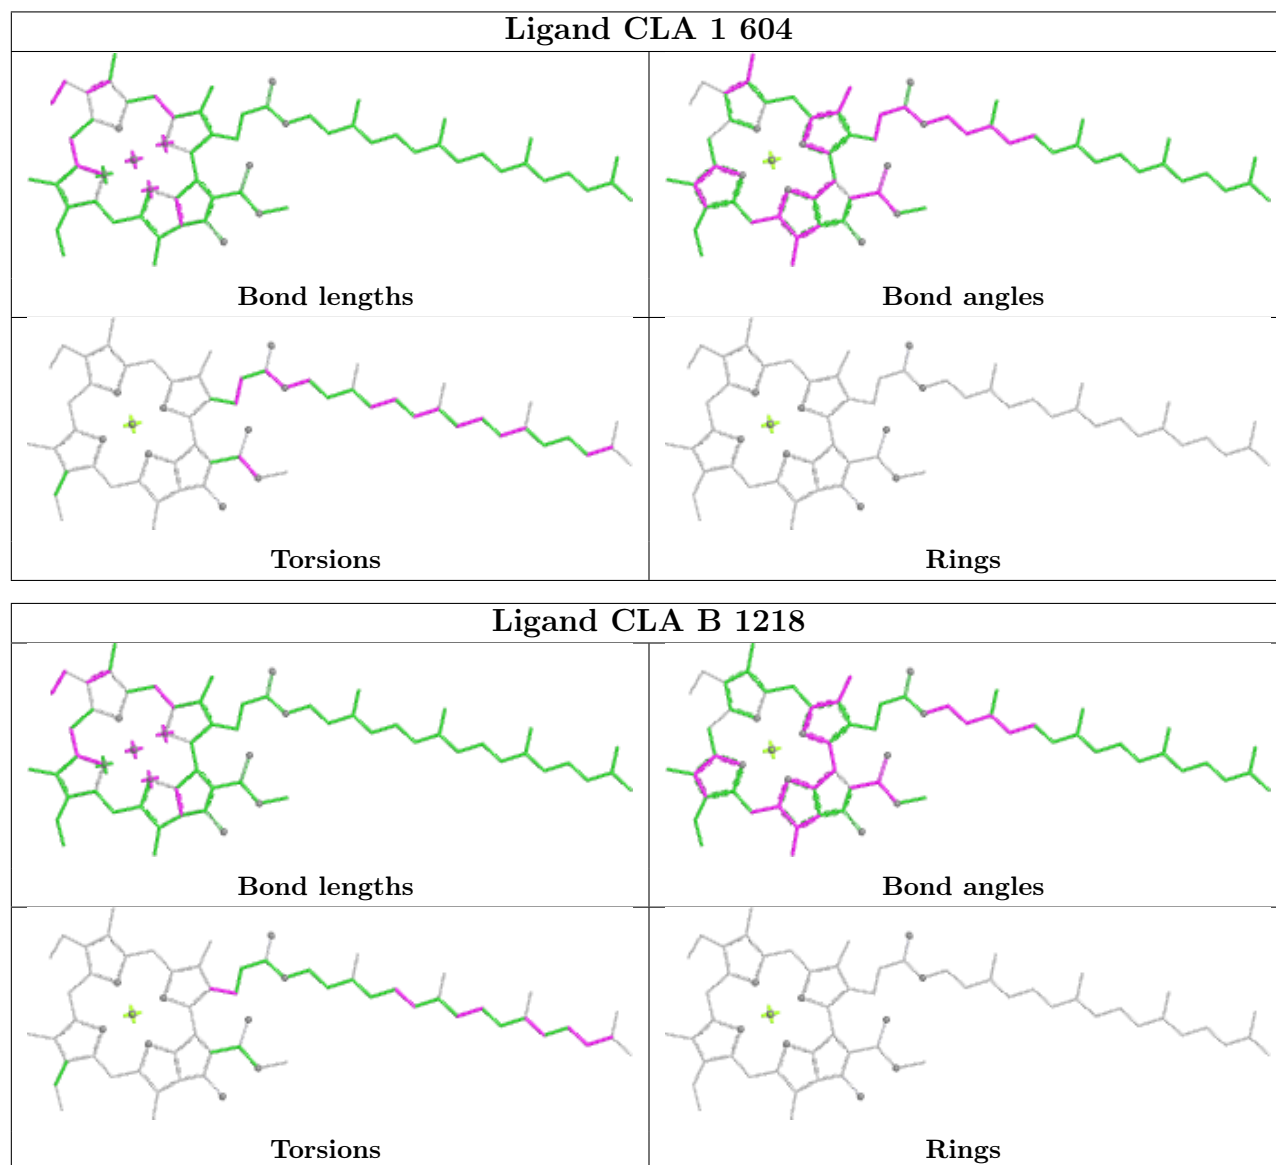 Ligand CLA 1 604
Bond lengths
Bond angles
Torsions
Rings
Ligand CLA B 1218
Bond lengths
Bond angles
Torsions
Rings